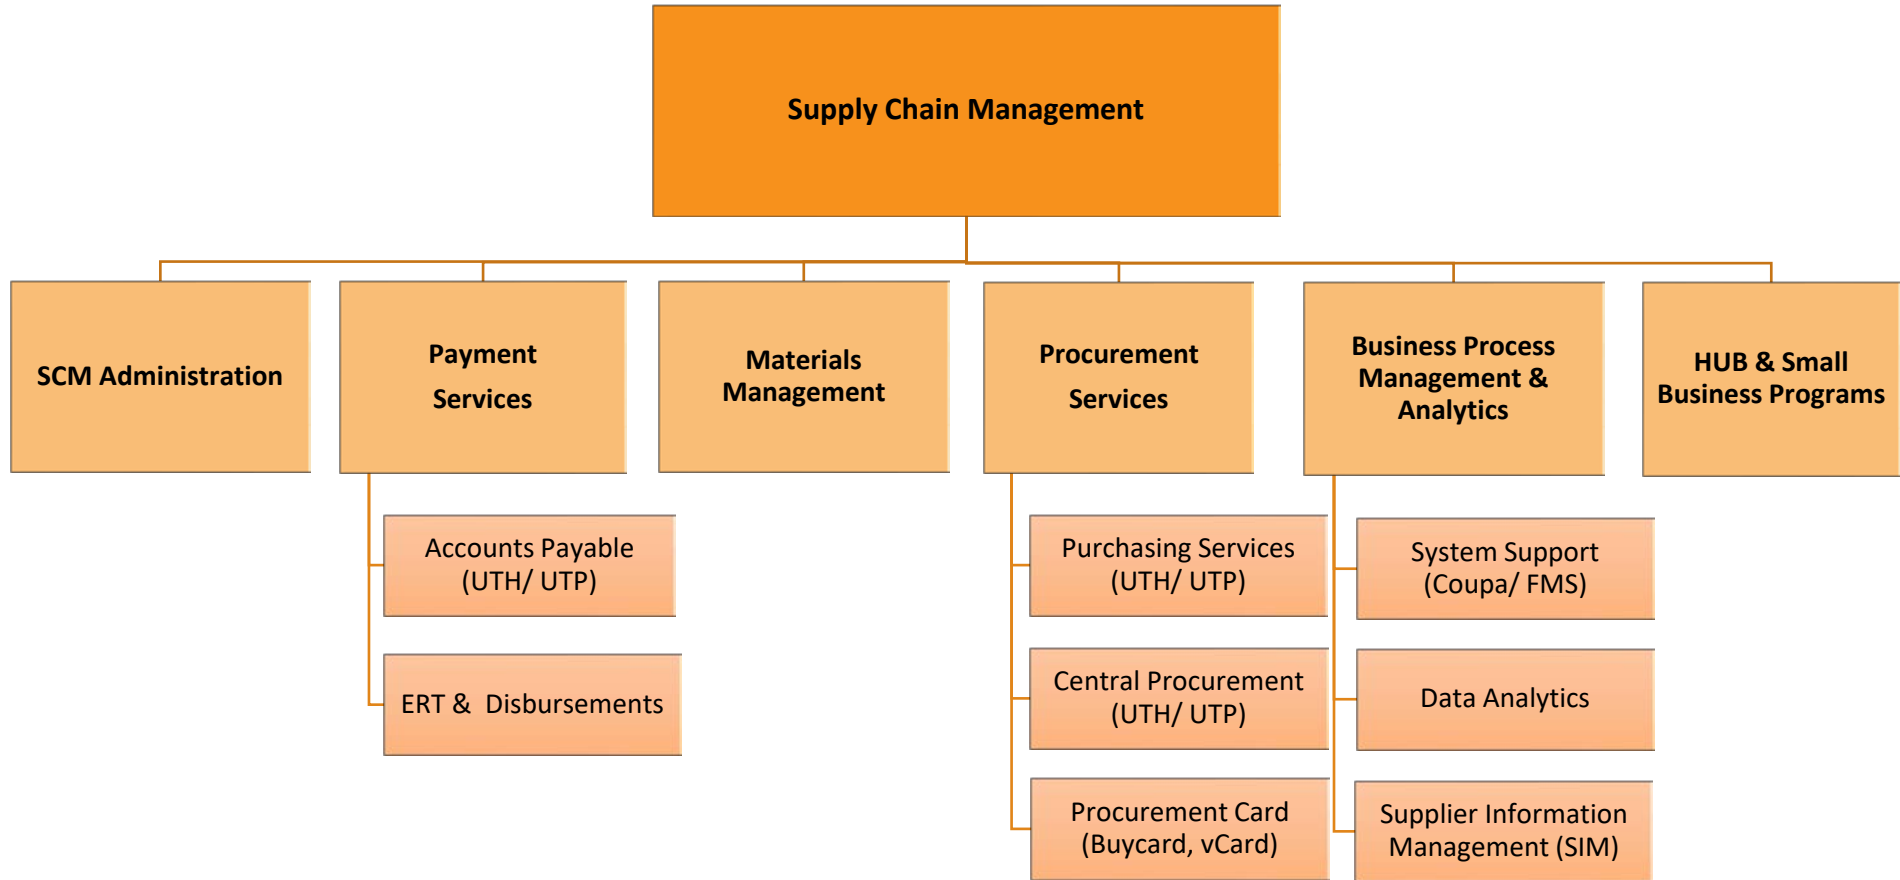 Supply Chain Management
SCM Administration
Payment
Services
Materials
Management
Procurement
Services
Business Process
Management &
Analytics
HUB & Small
Business Programs
Accounts Payable
(UTH/ UTP)
ERT &  Disbursements
Purchasing Services
(UTH/ UTP)
Central Procurement
(UTH/ UTP)
Procurement Card
(Buycard, vCard)
System Support
(Coupa/ FMS)
Data Analytics
Supplier Information
Management (SIM)